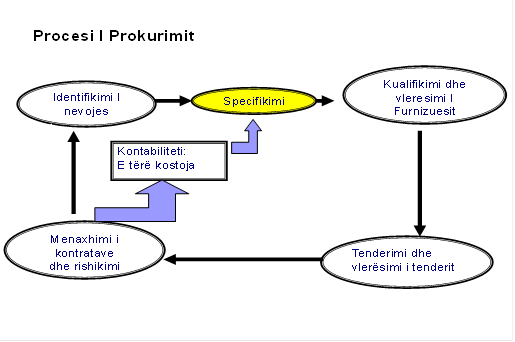 Procesi I Prokurimit
Identifikimi I
nevojes
Specifikimi
Kualifikimi dhe
vleresimi I
Furnizuesit
Kontabiliteti:
E tërë kostoja
Menaxhimi i
kontratave
dhe rishikimi
Tenderimi dhe
vlerësimi i tenderit